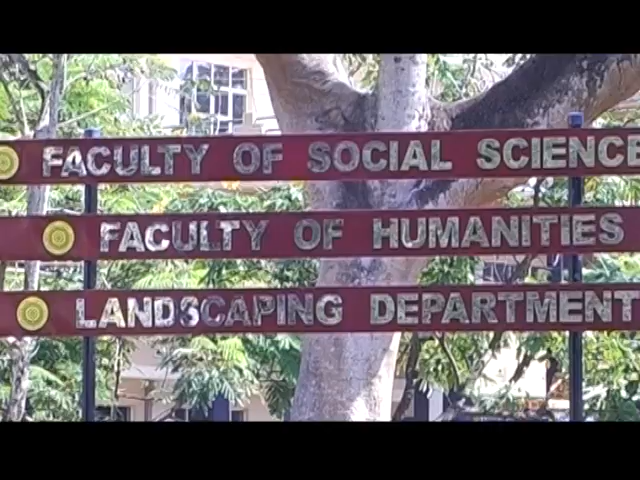 FACULTY OF SOCIAL SCIENCE
FACULTY OF HUMANITIES
LANDSCAPING DEPARTMENT